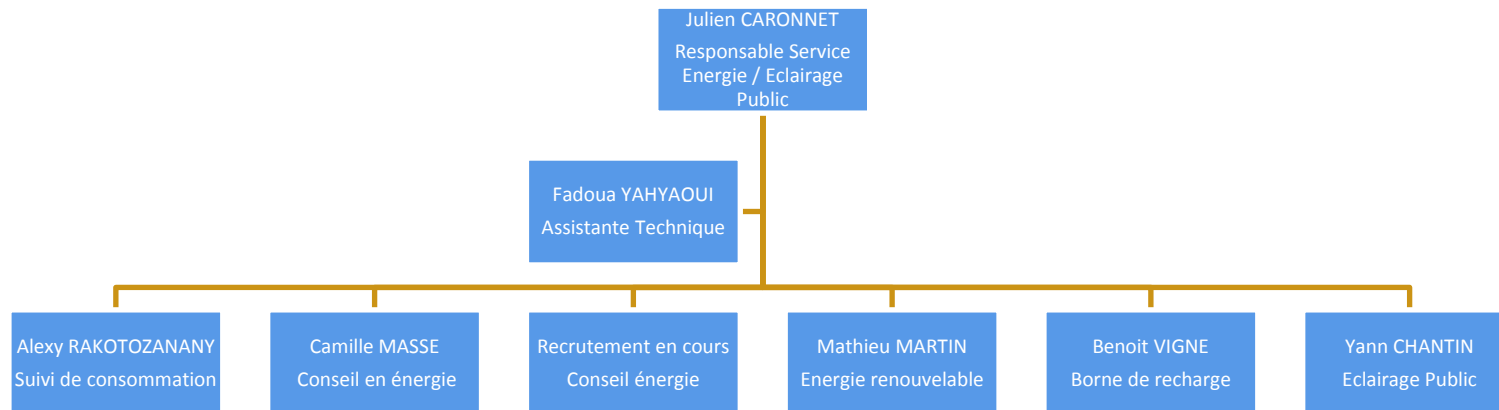 Julien CARONNET
Responsable Service
Energie / Eclairage
Public
Fadoua YAHYAOUI
Assistante Technique
Alexy RAKOTOZANANY
Suivi de consommation
Camille MASSE
Conseil en énergie
Recrutement en cours
Conseil énergie
Mathieu MARTIN
Energie renouvelable
Benoit VIGNE
Borne de recharge
Yann CHANTIN
Eclairage Public